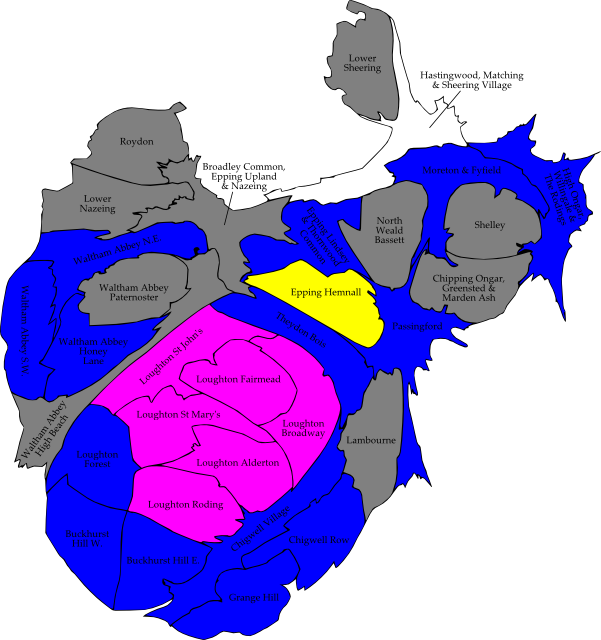 Lower
Sheering
Hastingwood, Matching
& Sheering Village
Roydon
Broadley Common,
Epping Upland
& Nazeing
Moreton & Fyfield
High Ongar,
Willingale &
The Rodings
Lower
Nazeing
Epping Lindsey
& Thornwood
Common
North
Weald
Bassett
Shelley
Waltham Abbey N.E.
Waltham Abbey
Paternoster
Epping Hemnall
Chipping Ongar,
Greensted &
Marden Ash
Waltham Abbey S.W.
Waltham Abbey
Honey
Lane
Loughton St John's
Theydon Bois
Passingford
Loughton Fairmead
Waltham Abbey
High Beach
Loughton St Mary's
Loughton
Broadway
Lambourne
Loughton
Forest
Loughton Alderton
Loughton Roding
Buckhurst
Hill W.
Chigwell Village
Chigwell Row
Buckhurst Hill E.
Grange Hill